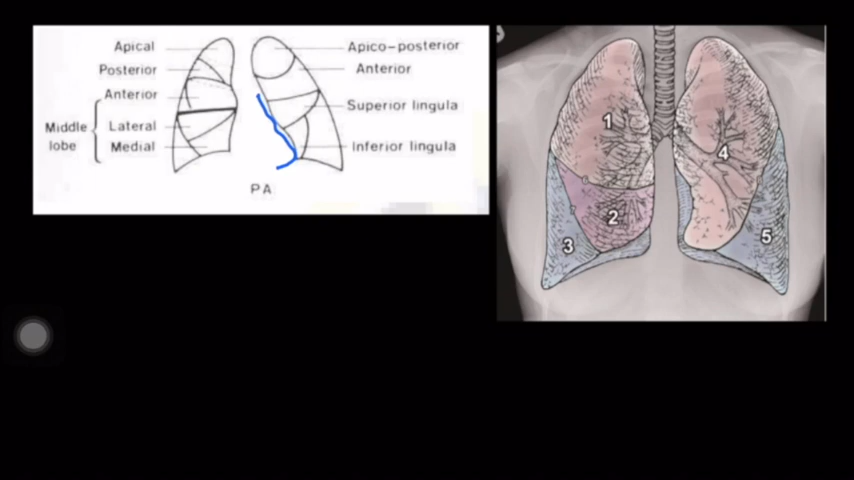 Apical
Posterior
Anterior
Middle lobe
Lateral
Medial
Apico-posterior
Anterior
Superior lingula
Inferior lingula
PA
1
2
3
4
5